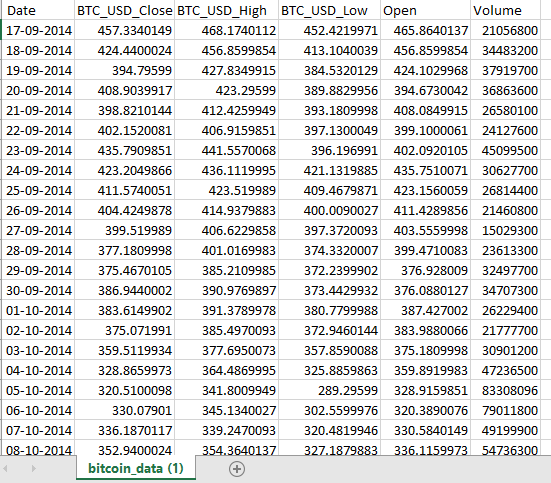 Date BTC_USD_Close BTC_USD_High BTC_USD_Low Open Volume
17-09-2014 457.3340149 468.1740112 452.4219971 465.8640137 21056800
18-09-2014 424.4400024 456.8599854 413.1040039 456.8599854 34483200
19-09-2014 394.79599 427.8349915 384.5320129 424.1029968 37919700
20-09-2014 408.9039917 423.29599 389.8829956 394.6730042 36863600
21-09-2014 398.8210144 412.4259949 393.1809998 408.0849915 26580100
22-09-2014 402.1520081 406.9159851 397.1300049 399.1000061 24127600
23-09-2014 435.7909851 441.5570068 396.196991 402.0920105 45099500
24-09-2014 423.2049866 436.1119995 421.1319885 435.7510071 30627700
25-09-2014 411.5740051 423.519989 409.4679871 423.1560059 26814400
26-09-2014 404.4249878 414.9379883 400.0090027 411.4289856 21460800
27-09-2014 399.519989 406.6229858 397.3720093 403.5559998 15029300
28-09-2014 377.1809998 401.0169983 374.3320007 399.4710083 23613300
29-09-2014 375.4670105 385.2109985 372.2399902 376.928009 32497700
30-09-2014 386.9440002 390.9769897 373.4429932 376.0880127 34707300
01-10-2014 383.6149902 391.3789978 380.7799988 387.427002 26229400
02-10-2014 375.071991 385.4970093 372.9460144 383.9880066 21777700
03-10-2014 359.5119934 377.6950073 357.8590088 375.1809998 30901200
04-10-2014 328.8659973 364.4869995 325.8859863 359.8919983 47236500
05-10-2014 320.5100098 341.8009949 289.29599 328.9159851 83308096
06-10-2014 330.07901 345.1340027 302.5599976 320.3890076 79011800
07-10-2014 336.1870117 339.2470093 320.4819946 330.5840149 49199900
08-10-2014 352.9400024 354.3640137 327.1879883 336.1159973 54736300
bitcoin_data (1)